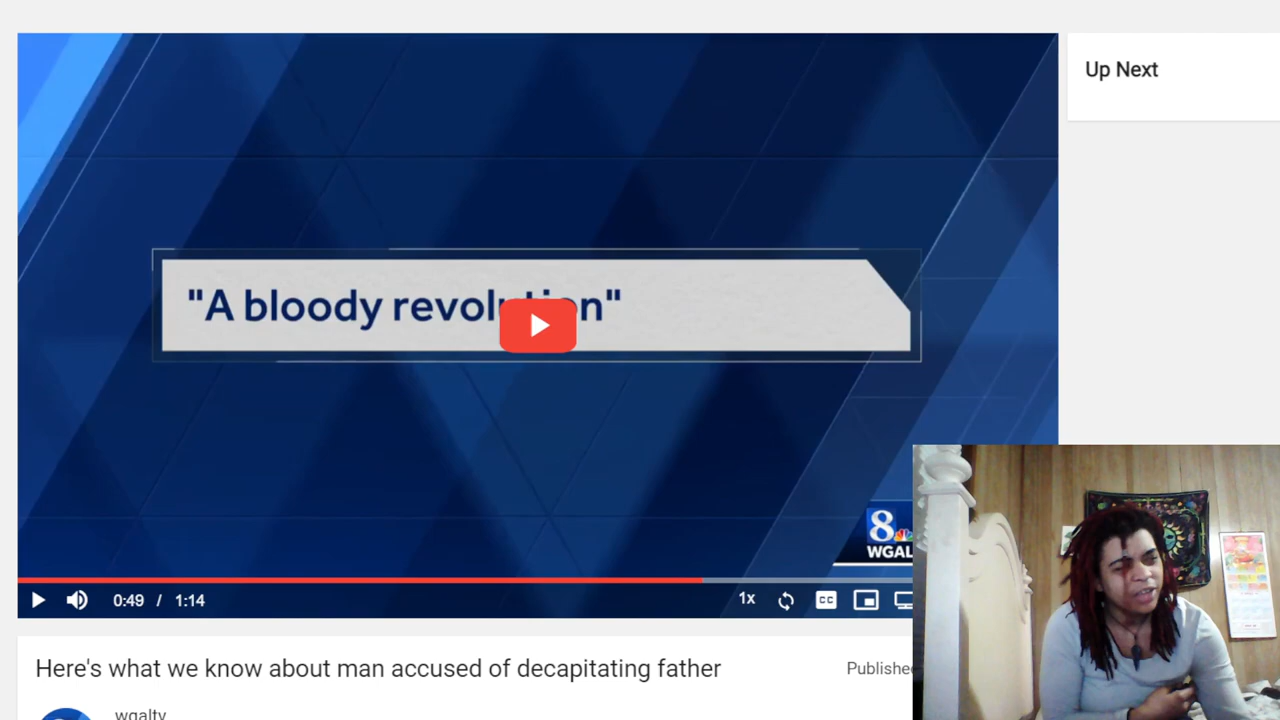 Up Next
"A bloody revolution"
8
WGAL
0:49 / 1:14
1x
CC
Here's what we know about man accused of decapitating father
Published
wgaltv